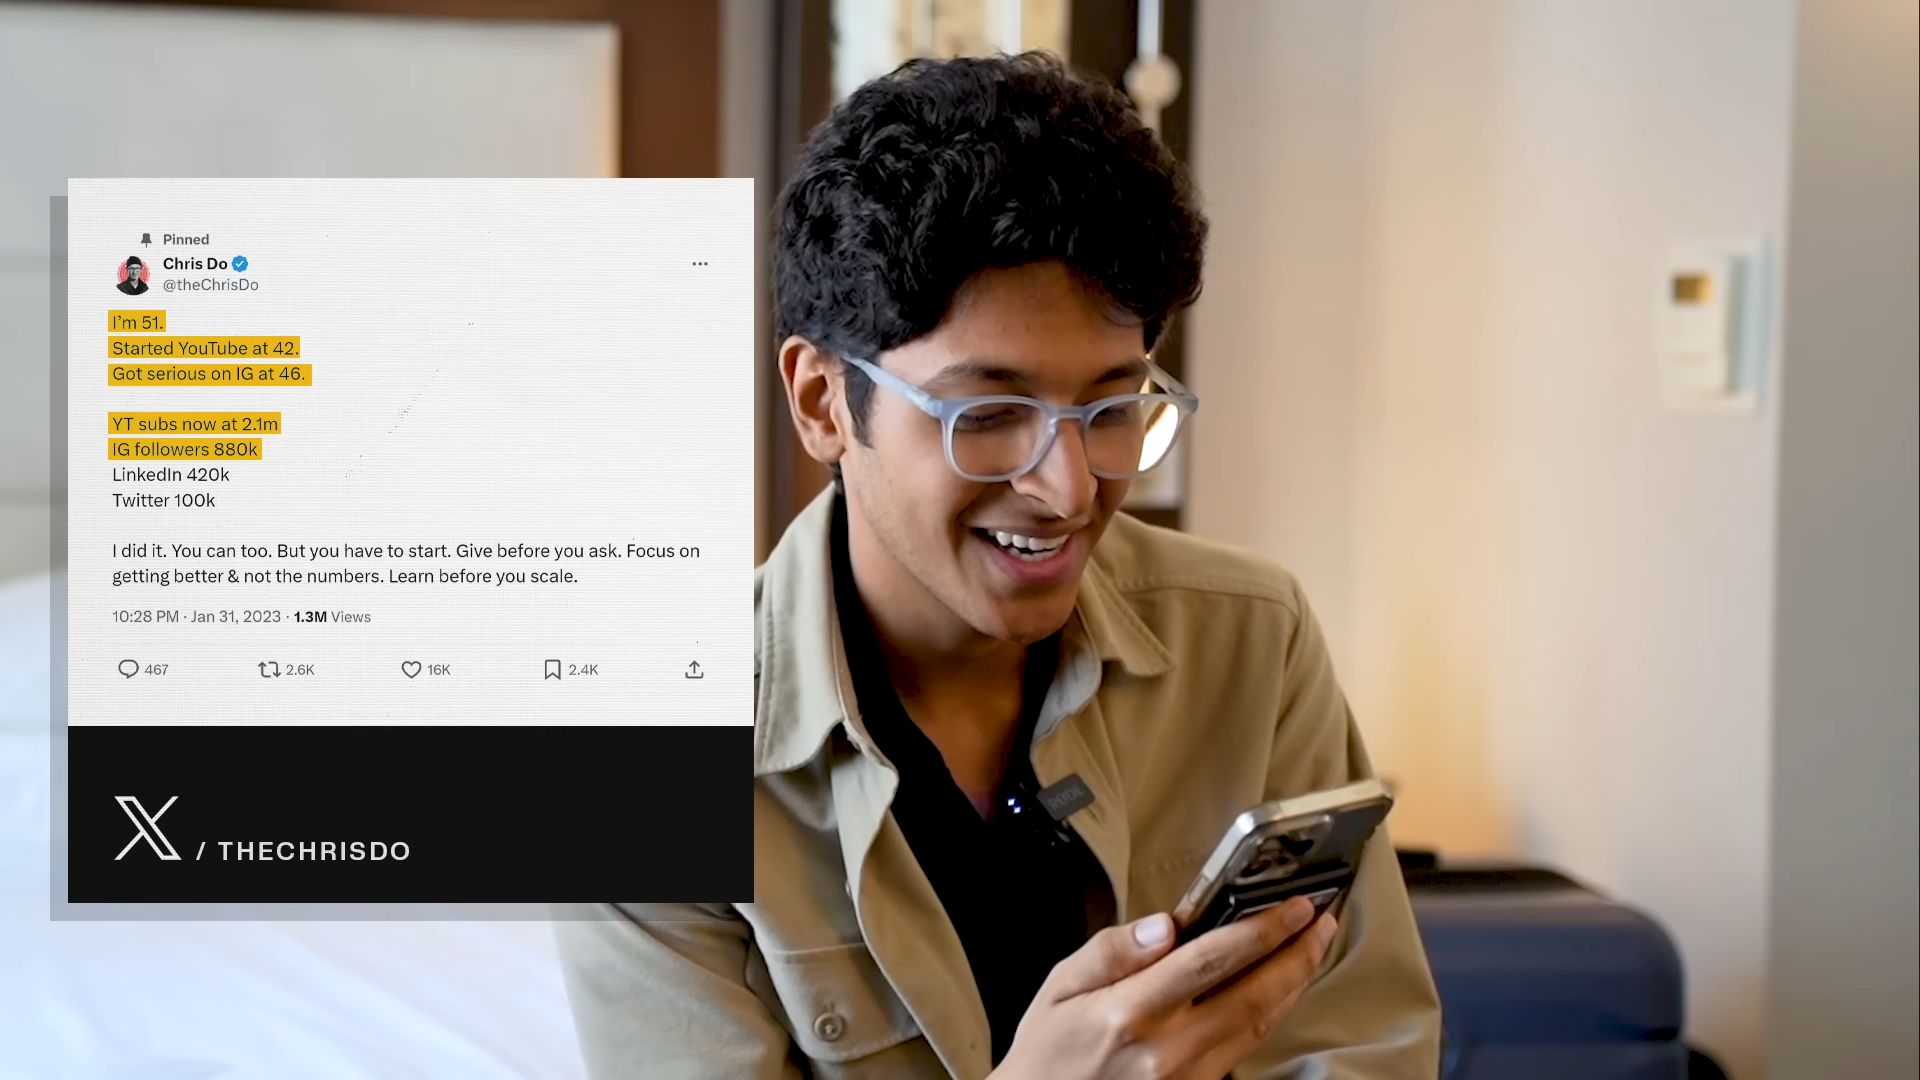 Pinned
Chris Do
@theChrisDo
I'm 51.
Started YouTube at 42.
Got serious on IG at 46.
YT subs now at 2.1m
IG followers 880k
LinkedIn 420k
Twitter 100k
I did it. You can too. But you have to start. Give before you ask. Focus on
getting better & not the numbers. Learn before you scale.
10:28 PM · Jan 31, 2023 · 1.3M Views
467 2.6K 16K 2.4K
X / THECHRISDO